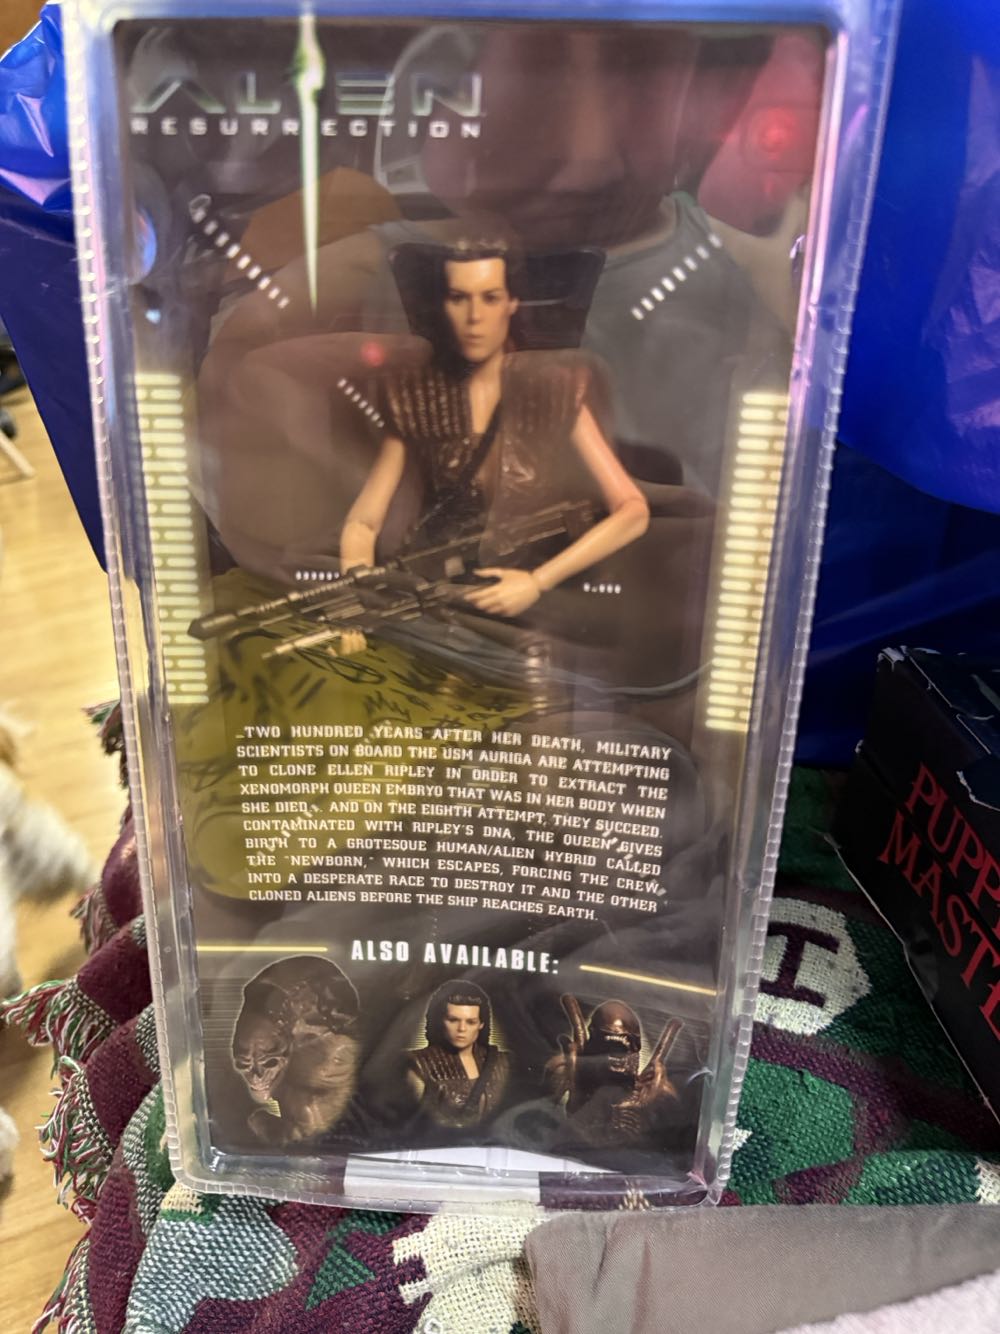 ALIEN
RESURRECTION
...TWO HUNDRED YEARS AFTER HER DEATH, MILITARY
SCIENTISTS ON BOARD THE USM AURIGA ARE ATTEMPTING
TO CLONE ELLEN RIPLEY IN ORDER TO EXTRACT THE
XENOMORPH QUEEN EMBRYO THAT WAS IN HER BODY WHEN
SHE DIED... AND ON THE EIGHTH ATTEMPT, THEY SUCCEED.
CONTAMINATED WITH RIPLEY'S DNA, THE QUEEN GIVES
BIRTH TO A GROTESQUE HUMAN/ALIEN HYBRID CALLED
THE "NEWBORN," WHICH ESCAPES, FORCING THE CREW
INTO A DESPERATE RACE TO DESTROY IT AND THE OTHER
CLONED ALIENS BEFORE THE SHIP REACHES EARTH.
ALSO AVAILABLE:
PUPP
MASTE
H